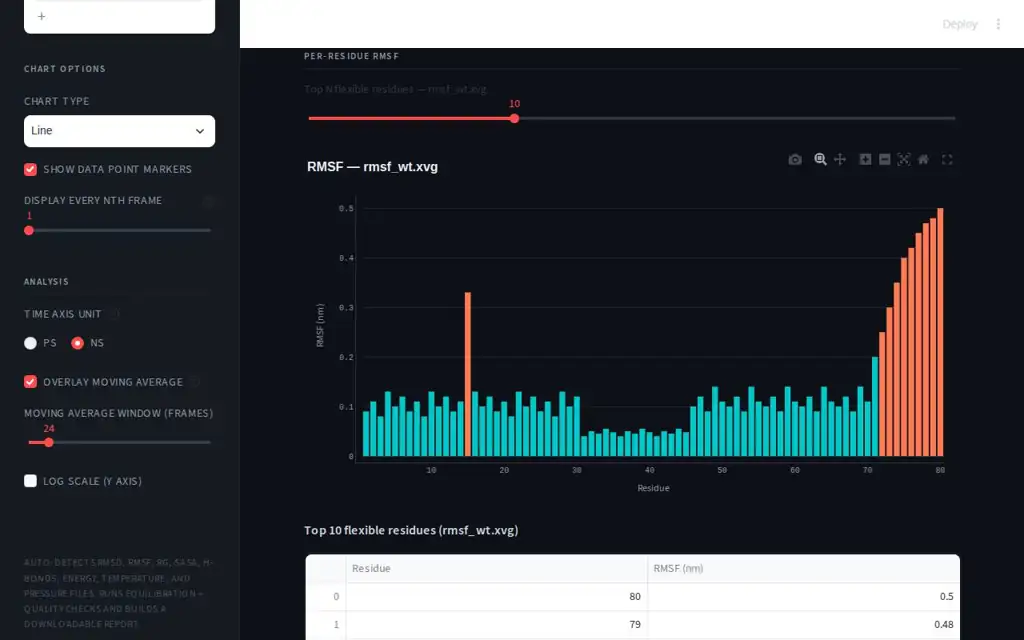 +
CHART OPTIONS
CHART TYPE
Line
SHOW DATA POINT MARKERS
DISPLAY EVERY NTH FRAME
1
ANALYSIS
TIME AXIS UNIT
PS NS
OVERLAY MOVING AVERAGE
MOVING AVERAGE WINDOW (FRAMES)
24
LOG SCALE (Y AXIS)
AUTO-DETECTS RMSD, RMSF, RG, SASA, H-
BONDS, ENERGY, TEMPERATURE, AND
PRESSURE FILES. RUNS EQUILIBRATION +
QUALITY CHECKS AND BUILDS A
DOWNLOADABLE REPORT.
Deploy
PER-RESIDUE RMSF
Top N flexible residues — rmsf_wt.xvg
10
RMSF — rmsf_wt.xvg
0.5
0.4
0.3
0.2
0.1
0
RMSF (nm)
10 20 30 40 50 60 70 80
Residue
Top 10 flexible residues (rmsf_wt.xvg)
Residue RMSF (nm)
0 80 0.5
1 79 0.48